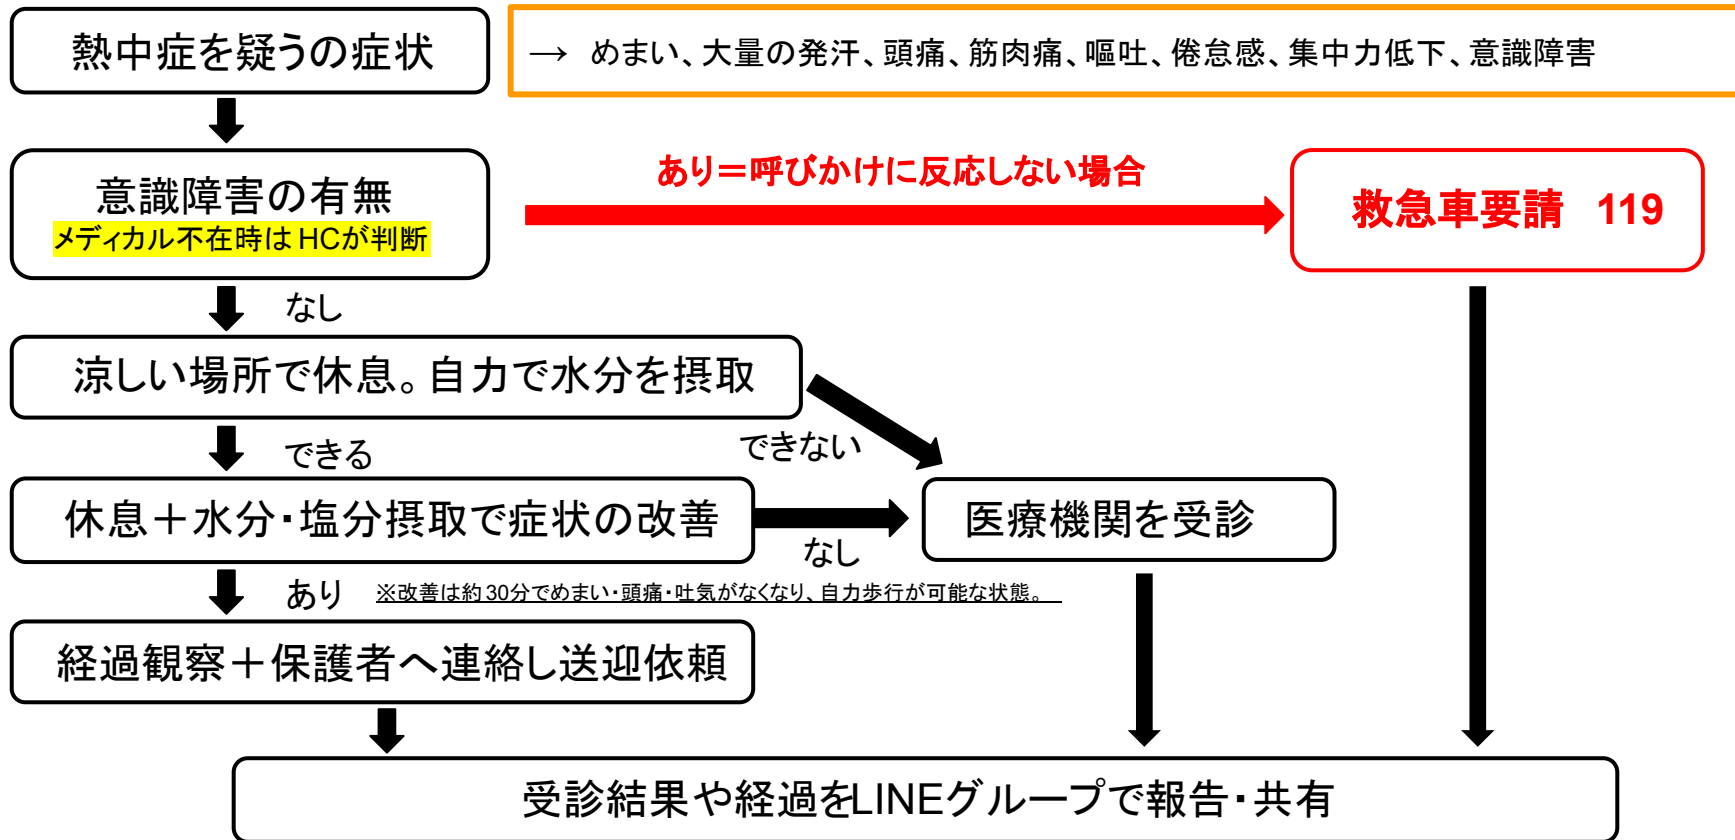 熱中症を疑うの症状
→ めまい、大量の発汗、頭痛、筋肉痛、嘔吐、倦怠感、集中力低下、意識障害
意識障害の有無
メディカル不在時はHCが判断
あり＝呼びかけに反応しない場合
救急車要請 119
なし
涼しい場所で休息。自力で水分を摂取
できる
できない
休息＋水分・塩分摂取で症状の改善
なし
医療機関を受診
あり
※改善は約30分でめまい・頭痛・吐気がなくなり、自力歩行が可能な状態。
経過観察＋保護者へ連絡し送迎依頼
受診結果や経過をLINEグループで報告・共有